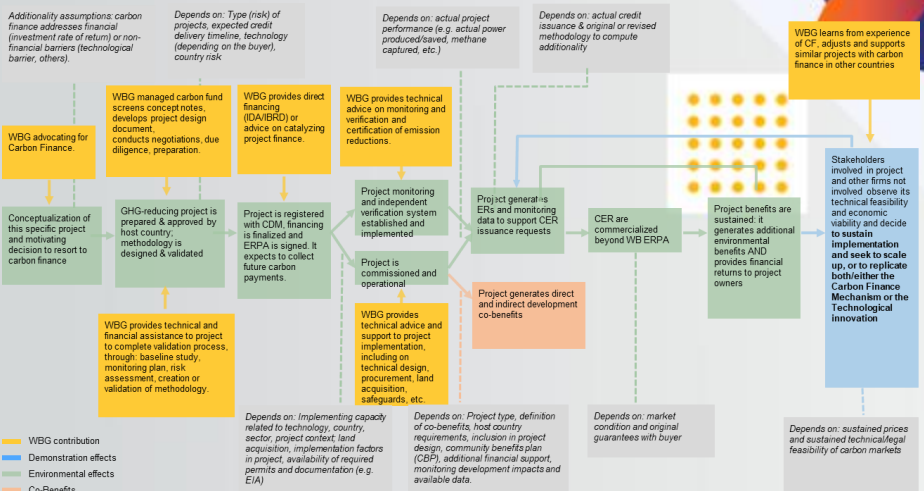 Additionality assumptions: carbon
finance addresses financial
(investment rate of return) or non-
financial barriers (technological
barrier, others).
Depends on: Type (risk) of
projects, expected credit
delivery timeline, technology
(depending on the buyer),
country risk
Depends on: actual project
performance (e.g. actual power
produced/saved, methane
captured, etc.)
Depends on: actual credit
issuance & original or revised
methodology to compute
additionality
WBG learns from experience
of CF, adjusts and supports
similar projects with carbon
finance in other countries
WBG advocating for
Carbon Finance.
WBG managed carbon fund
screens concept notes,
develops project design
document,
conducts negotiations, due
diligence, preparation.
WBG provides direct
financing
(IDA/IBRD) or
advice on catalyzing
project finance.
WBG provides technical
advice on monitoring and
verification and
certification of emission
reductions.
Conceptualization of
this specific project
and motivating
decision to resort to
carbon finance
GHG-reducing project is
prepared & approved by
host country;
methodology is
designed & validated
Project is registered
with CDM, financing
is finalized and
ERPA is signed. It
expects to collect
future carbon
payments.
Project monitoring
and independent
verification system
established and
implemented
Project is
commissioned and
operational
Project generates
ERs and monitoring
data to support CER
issuance requests
CER are
commercialized
beyond WB ERPA
Project benefits are
sustained: it
generates additional
environmental
benefits AND
provides financial
returns to project
owners
Stakeholders
involved in project
and other firms not
involved observe its
technical feasibility
and economic
viability and decide
to sustain
implementation
and seek to scale
up, or to replicate
both/either the
Carbon Finance
Mechanism or the
Technological
innovation
Project generates direct
and indirect development
co-benefits
WBG provides technical and
financial assistance to project
to complete validation process,
through: baseline study,
monitoring plan, risk
assessment, creation or
validation of methodology.
WBG provides
technical advice and
support to project
implementation,
including on
technical design,
procurement, land
acquisition,
safeguards, etc.
Depends on: Implementing capacity
related to technology, country,
sector, project context; land
acquisition, implementation factors
in project, availability of required
permits and documentation (e.g.
EIA)
Depends on: Project type, definition
of co-benefits, host country
requirements, inclusion in project
design, community benefits plan
(CBP), additional financial support,
monitoring development impacts and
available data.
Depends on: market
condition and original
guarantees with buyer
Depends on: sustained prices
and sustained technical/legal
feasibility of carbon markets
WBG contribution
Demonstration effects
Environmental effects
Co-Benefits